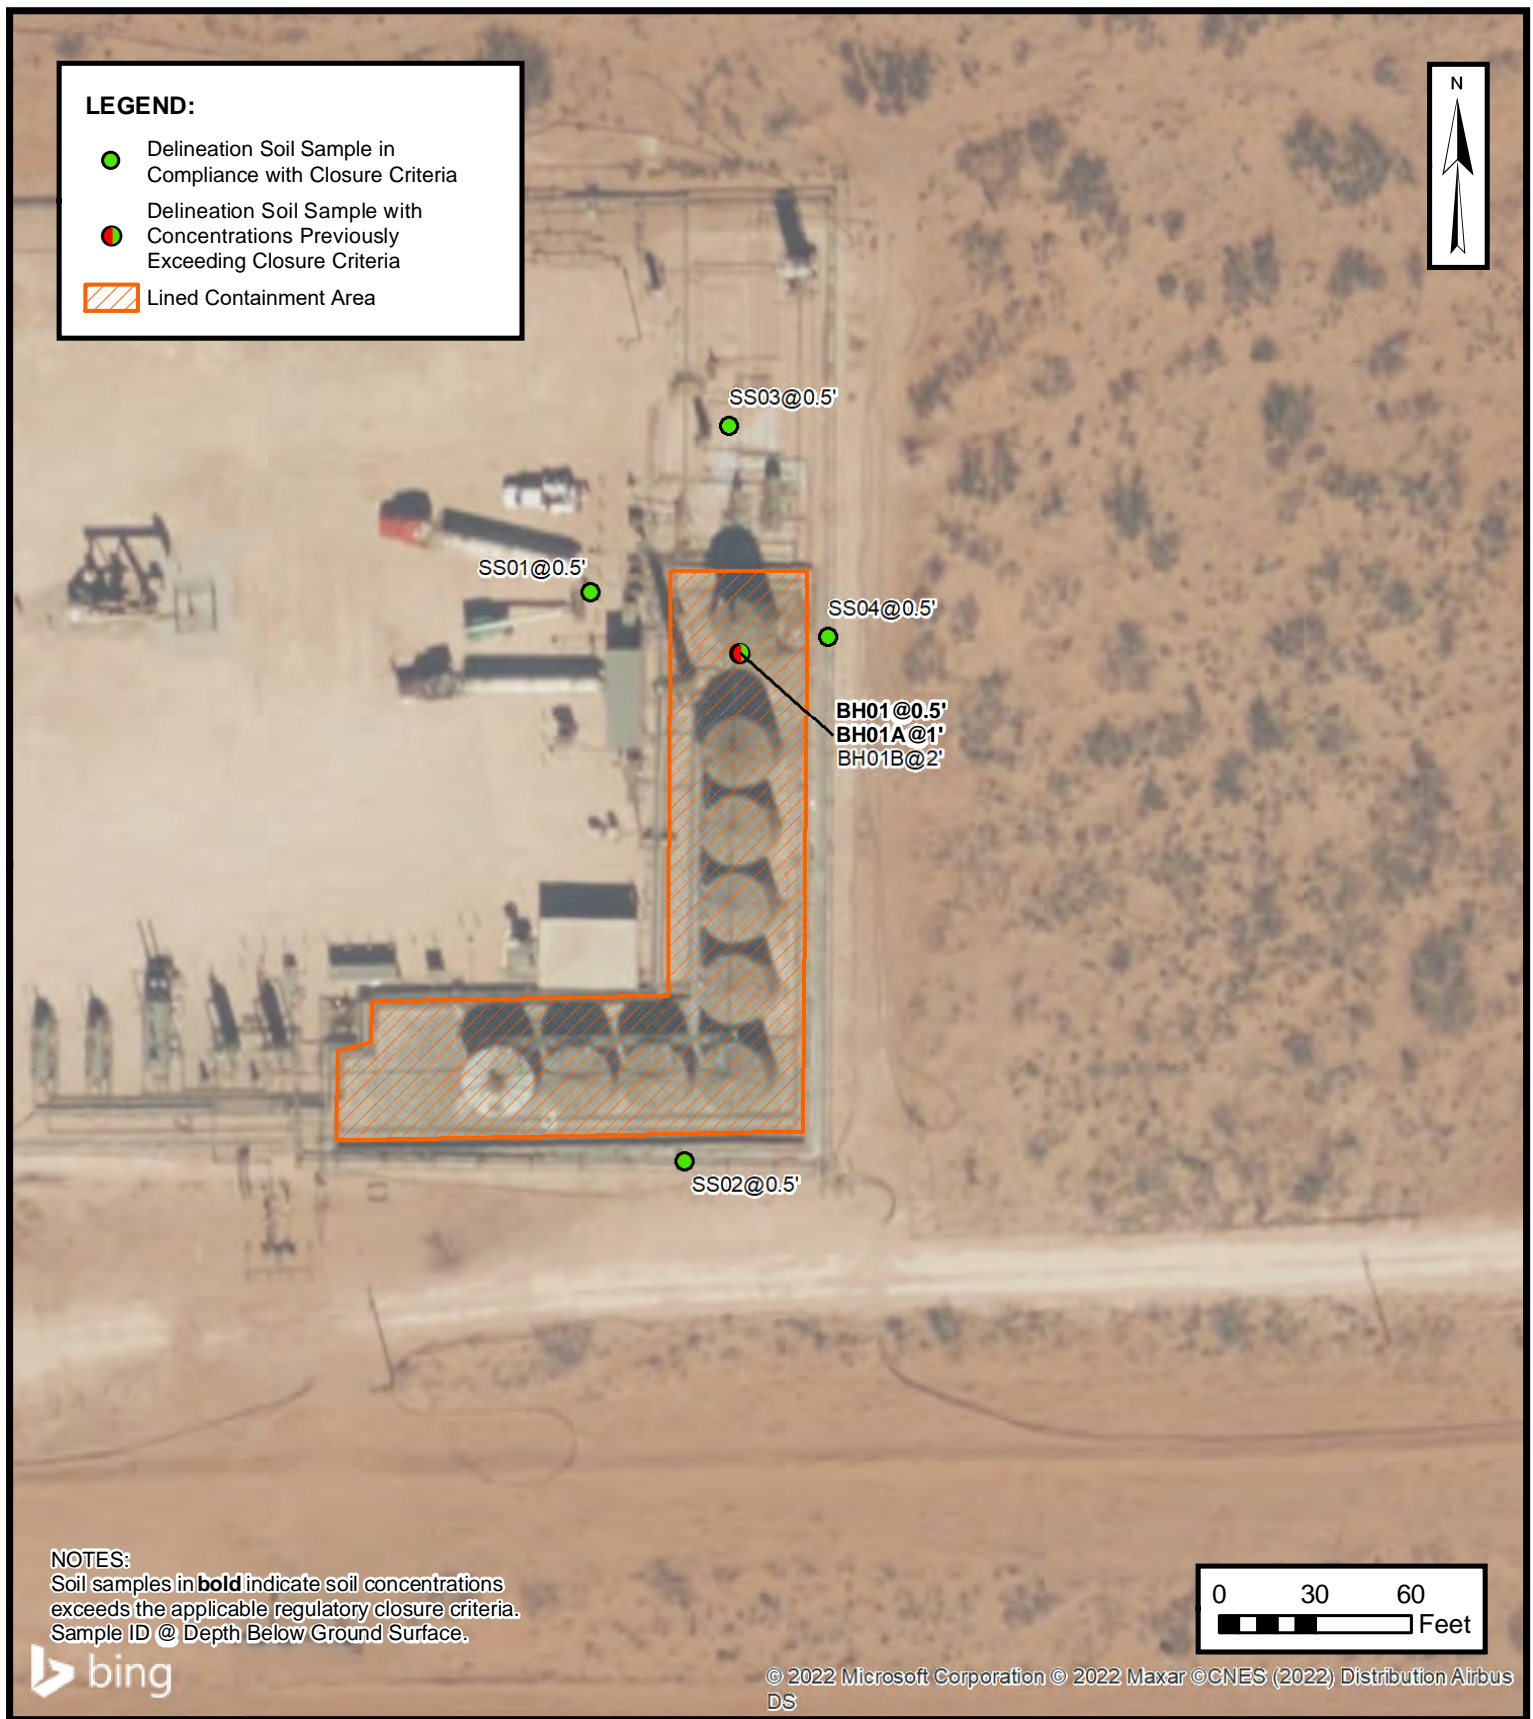 LEGEND:
Delineation Soil Sample in
Compliance with Closure Criteria
Delineation Soil Sample with
Concentrations Previously
Exceeding Closure Criteria
Lined Containment Area
N
SS03@0.5'
SS01@0.5'
SS04@0.5'
BH01@0.5'
BH01A@1'
BH01B@2'
SS02@0.5'
NOTES:
Soil samples in bold indicate soil concentrations
exceeds the applicable regulatory closure criteria.
Sample ID @ Depth Below Ground Surface.
0 30 60
Feet
bing
© 2022 Microsoft Corporation © 2022 Maxar ©CNES (2022) Distribution Airbus
DS